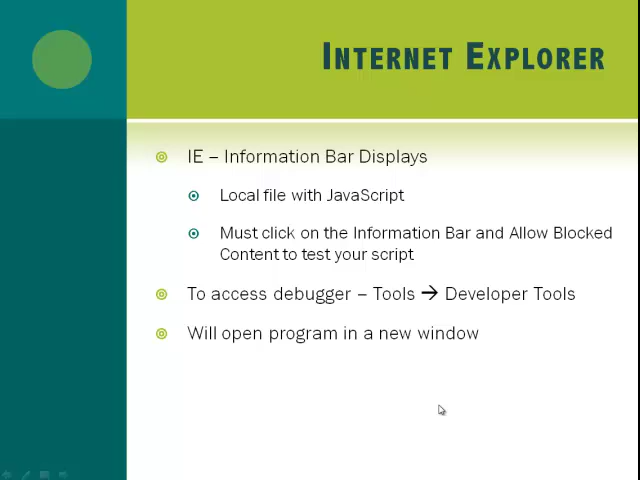 INTERNET EXPLORER
IE – Information Bar Displays
Local file with JavaScript
Must click on the Information Bar and Allow Blocked
Content to test your script
To access debugger – Tools → Developer Tools
Will open program in a new window